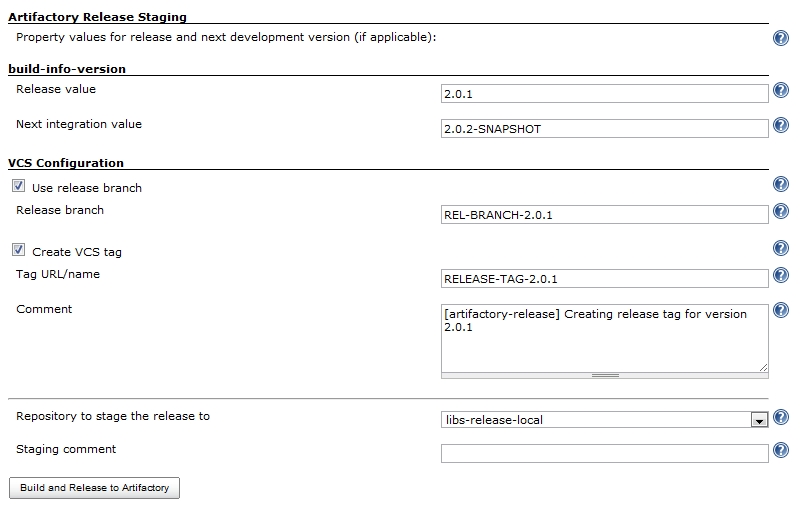 Artifactory Release Staging
Property values for release and next development version (if applicable):
build-info-version
Release value
2.0.1
Next integration value
2.0.2-SNAPSHOT
VCS Configuration
Use release branch
Release branch
REL-BRANCH-2.0.1
Create VCS tag
Tag URL/name
RELEASE-TAG-2.0.1
Comment
[artifactory-release] Creating release tag for version
2.0.1
Repository to stage the release to
libs-release-local
Staging comment
Build and Release to Artifactory